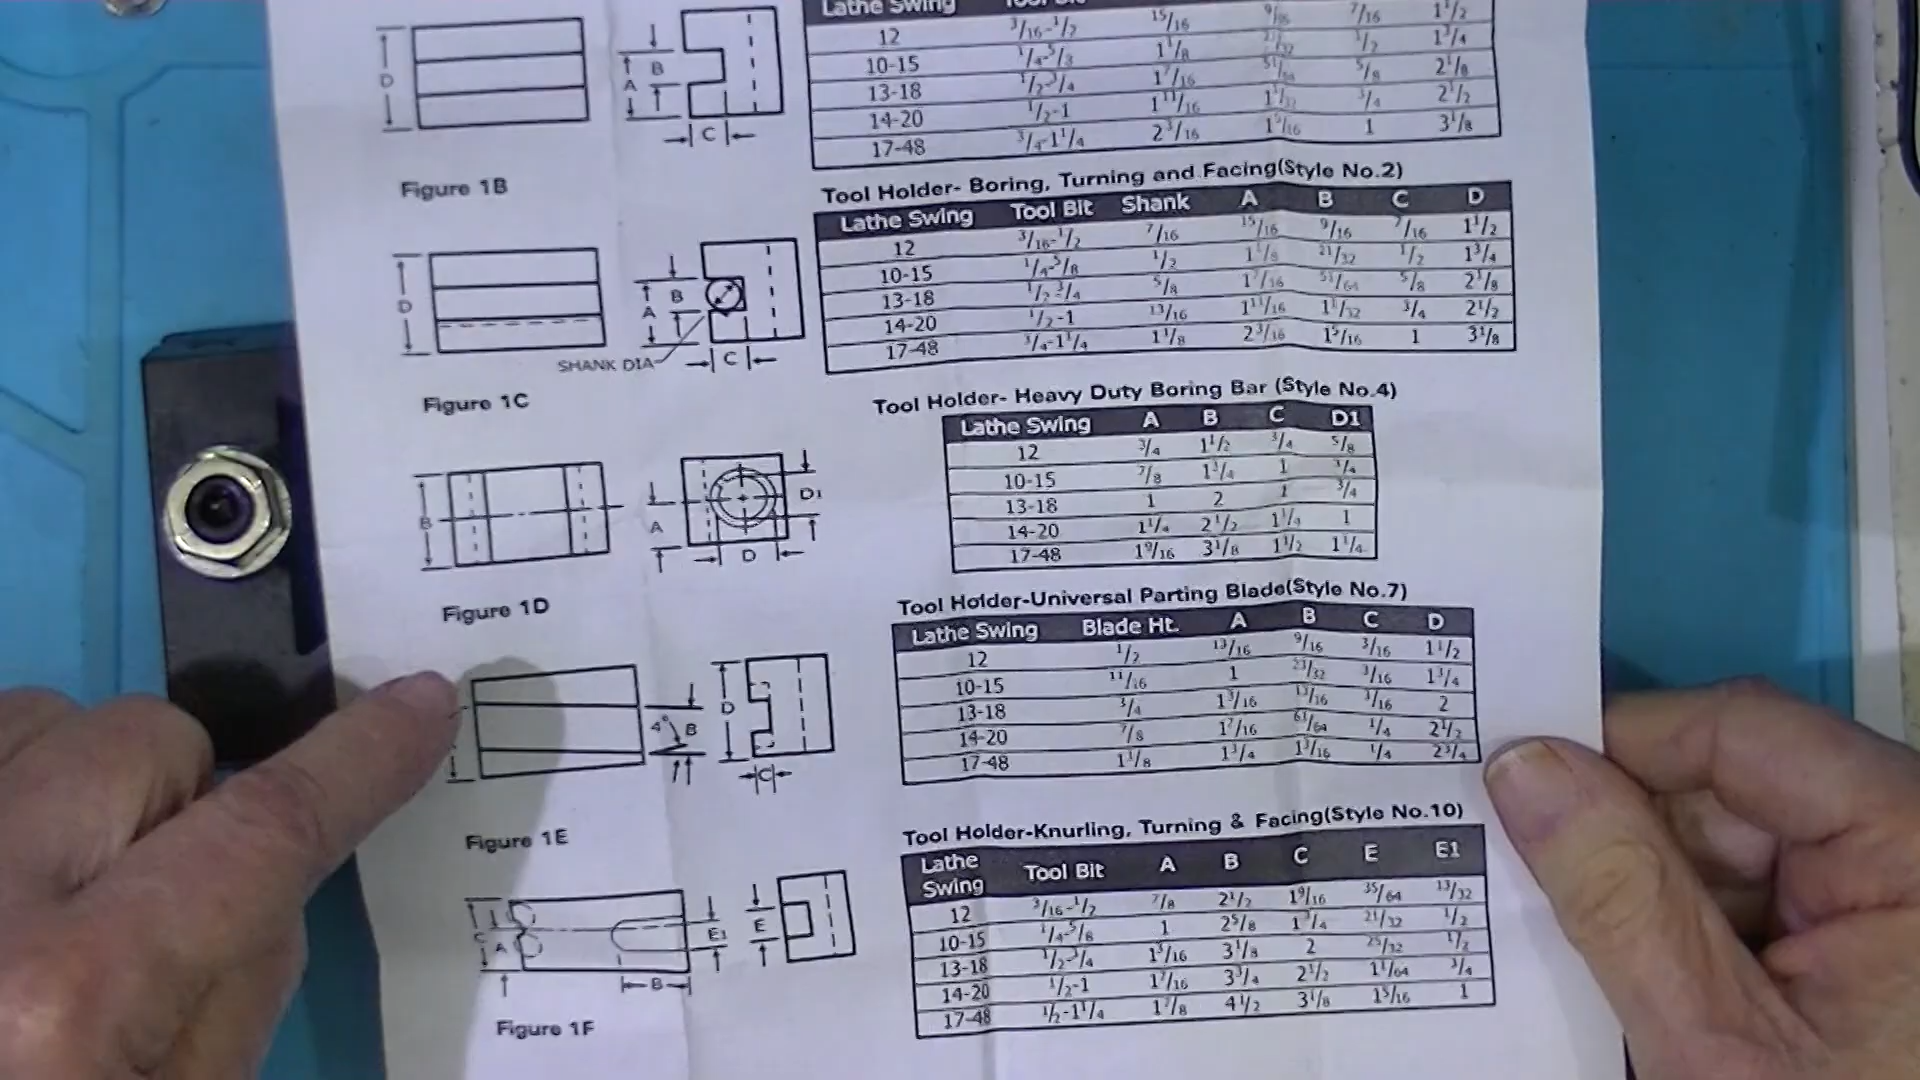 Lathe Swing
12 3/16-1/2 15/16 7/16 1 1/2
10-15 1 1/8 1/2 1 3/4
13-18 1/2-3/4 1 7/16 5/8 2 1/8
14-20 1/2-1 1 11/16 1 1/32 3/4 2 1/2
17-48 3/4-1 1/4 2 3/16 1 5/16 1 3 1/8
D
A
B
C
Figure 1B
Tool Holder- Boring, Turning and Facing(Style No.2)
Lathe Swing Tool Bit Shank A B C D
12 3/16-1/2 7/16 15/16 9/16 7/16 1 1/2
10-15 1/4-5/8 1/2 1 1/8 21/32 1/2 1 3/4
13-18 1/2-3/4 5/8 1 7/16 51/64 5/8 2 1/8
14-20 1/2-1 13/16 1 11/16 1 1/32 3/4 2 1/2
17-48 3/4-1 1/4 1 1/8 2 3/16 1 5/16 1 3 1/8
D
A
B
SHANK DIA
C
Figure 1C
Tool Holder- Heavy Duty Boring Bar (Style No.4)
Lathe Swing A B C D1
12 3/4 1 1/2 3/4 5/8
10-15 7/8 1 3/4 1 3/4
13-18 1 2 1 3/4
14-20 1 1/4 2 1/2 1 1/4 1
17-48 1 9/16 3 1/8 1 1/2 1 1/4
B
A
D1
D
Figure 1D
Tool Holder-Universal Parting Blade(Style No.7)
Lathe Swing Blade Ht. A B C D
12 1/2 13/16 9/16 3/16 1 1/2
10-15 11/16 1 23/32 3/16 1 3/4
13-18 3/4 1 3/16 13/16 3/16 2
14-20 7/8 1 7/16 63/64 1/4 2 1/2
17-48 1 1/8 1 3/4 1 3/16 1/4 2 3/4
4° B
D
C
Figure 1E
Tool Holder-Knurling, Turning & Facing(Style No.10)
Lathe Swing Tool Bit A B C E E1
12 3/16-1/2 7/8 2 1/2 1 9/16 35/64 13/32
10-15 1/4-5/8 1 2 5/8 1 3/4 21/32 1/2
13-18 1/2-3/4 1 3/16 3 1/8 2 25/32 1/2
14-20 1/2-1 1 7/16 3 3/4 2 1/2 1 1/64 3/4
17-48 1/2-1 1/4 1 7/8 4 1/2 3 1/8 1 5/16 1
C
A
E1
E
B
Figure 1F